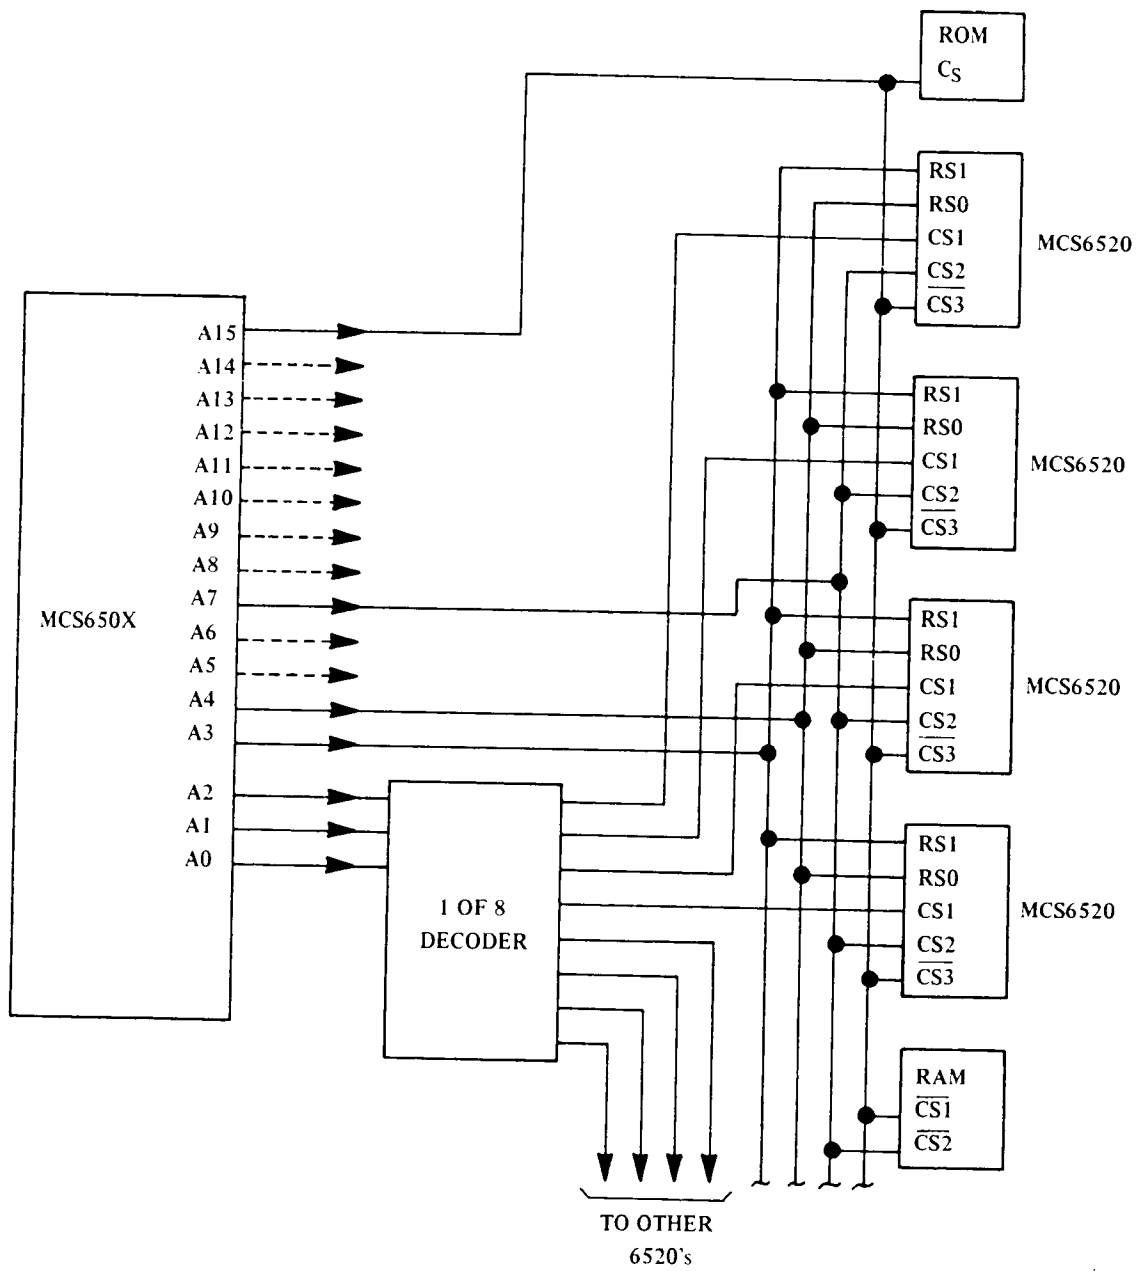 ROM
CS
RS1
RS0
CS1
CS2
CS3
MCS6520
A15
A14
A13
A12
A11
A10
A9
A8
A7
A6
A5
A4
A3
A2
A1
A0
MCS650X
RS1
RS0
CS1
CS2
CS3
MCS6520
RS1
RS0
CS1
CS2
CS3
MCS6520
1 OF 8
DECODER
RS1
RS0
CS1
CS2
CS3
MCS6520
RAM
CS1
CS2
TO OTHER
6520's